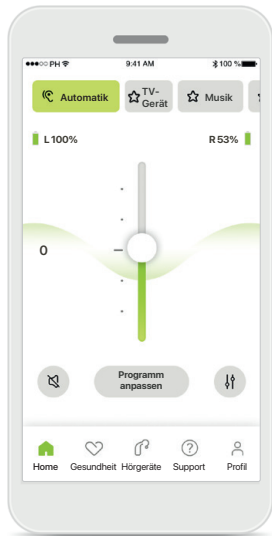 PH 9:41 AM 100 %
Automatik TV-Gerät Musik
L 100% R 53%
0
Programm
anpassen
Home Gesundheit Hörgeräte Support Profil